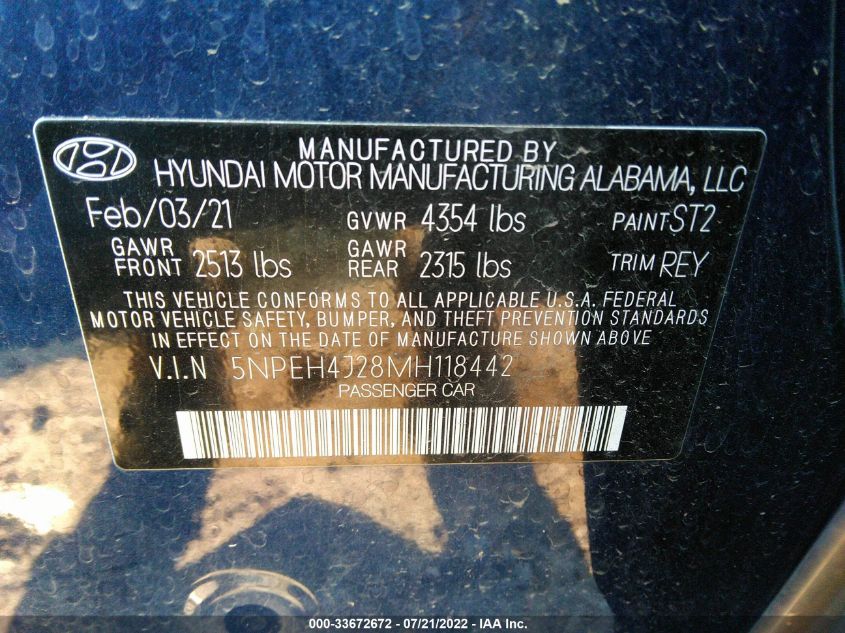 MANUFACTURED BY
HYUNDAI MOTOR MANUFACTURING ALABAMA, LLC
Feb/03/21 GVWR 4354 lbs PAINT ST2
GAWR FRONT 2513 lbs GAWR REAR 2315 lbs TRIM REY
THIS VEHICLE CONFORMS TO ALL APPLICABLE U.S.A. FEDERAL
MOTOR VEHICLE SAFETY, BUMPER, AND THEFT PREVENTION STANDARDS
IN EFFECT ON THE DATE OF MANUFACTURE SHOWN ABOVE
V.I.N 5NPEH4J28MH118442
PASSENGER CAR
000-33672672 / 07/21/2022 - IAA Inc.